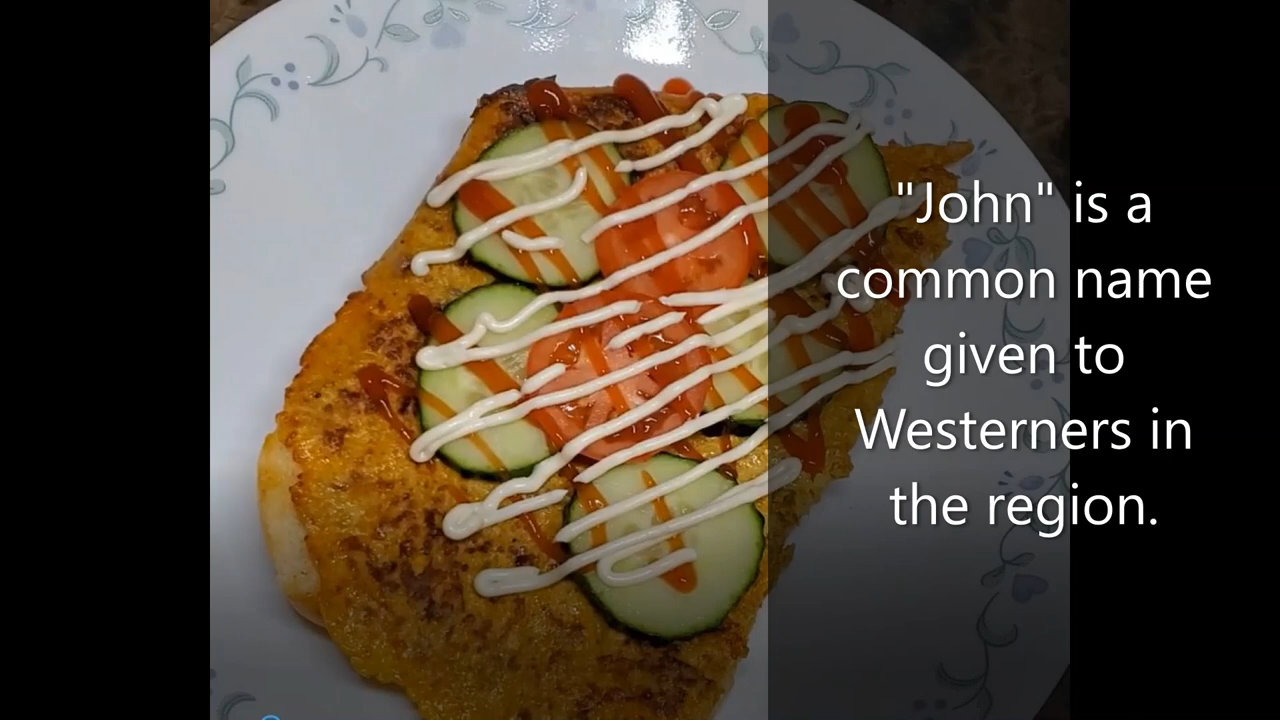 "John" is a
common name
given to
Westerners in
the region.